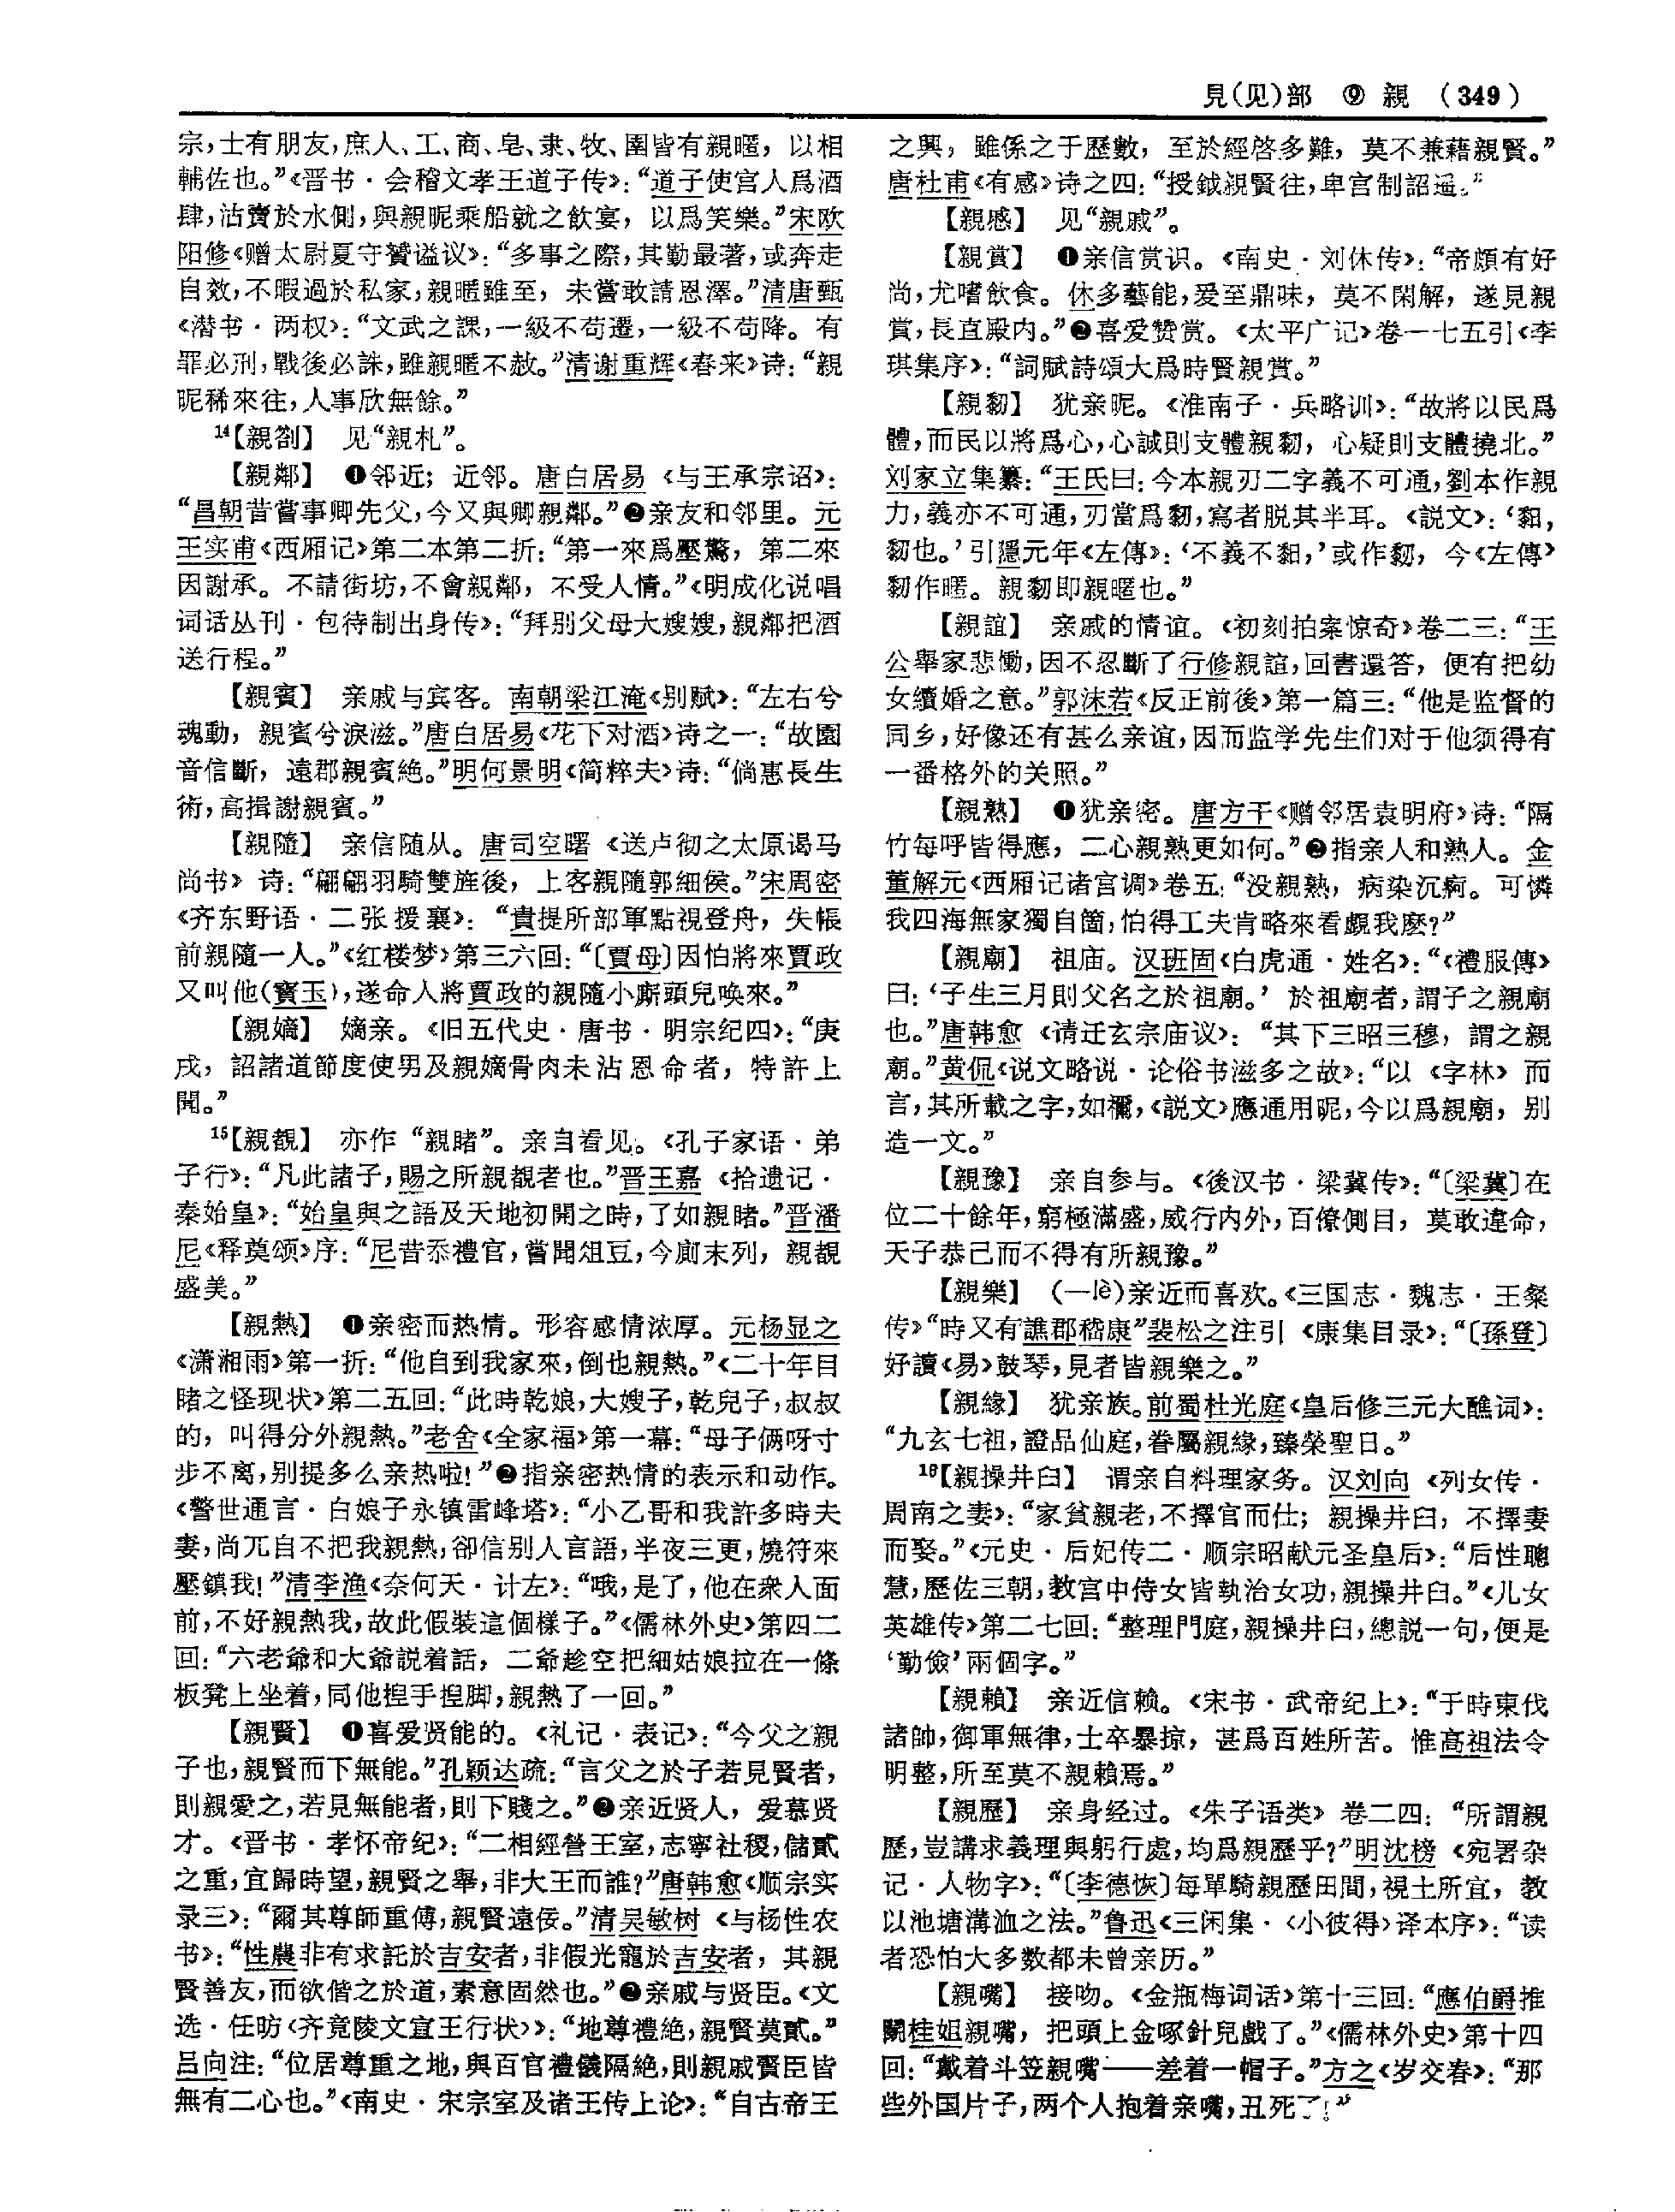 見(见)部 ⑨ 親 (349)
宗,士有朋友,庶人、工、商、皂、隶、牧、圉皆有親暱,以相
輔佐也。”《晋书·会稽文孝王道子传》:“道子使宫人爲酒
肆,沽賣於水側,與親昵乘船就之飲宴,以爲笑樂。”宋欧
阳修《赠太尉夏守贇谥议》:“多事之際,其勤最著,或奔走
自效,不暇過於私家,親暱雖至,未嘗敢請恩澤。”清唐甄
《潜书·两权》:“文武之課,一級不苟遷,一級不苟降。有
罪必刑,戰後必誅,雖親暱不赦。”清谢重辉《春来》诗:“親
昵稀來往,人事欣無餘。”
¹⁴【親劄】 见“親札”。
【親鄰】 ❶邻近;近邻。唐白居易《与王承宗诏》:
“昌朝昔嘗事卿先父,今又與卿親鄰。”❷亲友和邻里。元
王实甫《西厢记》第二本第二折:“第一來爲壓驚,第二來
因謝承。不請街坊,不會親鄰,不受人情。”《明成化说唱
词话丛刊·包待制出身传》:“拜别父母大嫂嫂,親鄰把酒
送行程。”
【親賓】 亲戚与宾客。南朝梁江淹《别赋》:“左右兮
魂動,親賓兮淚滋。”唐白居易《花下对酒》诗之一:“故園
音信斷,遠郡親賓絶。”明何景明《简粹夫》诗:“倘惠長生
術,高揖謝親賓。”
【親隨】 亲信随从。唐司空曙《送卢彻之太原谒马
尚书》诗:“翩翩羽騎雙旌後,上客親隨郭細侯。”宋周密
《齐东野语·二张援襄》:“貴提所部軍點視登舟,失帳
前親隨一人。”《红楼梦》第三六回:“〔賈母〕因怕將來賈政
又叫他(寳玉),遂命人將賈政的親隨小廝頭兒唤來。”
【親嫡】 嫡亲。《旧五代史·唐书·明宗纪四》:“庚
戌,詔諸道節度使男及親嫡骨肉未沾恩命者,特許上
聞。”
¹⁵【親覩】 亦作“親睹”。亲自看见。《孔子家语·弟
子行》:“凡此諸子,賜之所親覩者也。”晋王嘉《拾遗记·
秦始皇》:“始皇與之語及天地初開之時,了如親睹。”晋潘
尼《释奠颂》序:“尼昔忝禮官,嘗聞俎豆,今廁末列,親覩
盛美。”
【親熱】 ❶亲密而热情。形容感情浓厚。元杨显之
《潇湘雨》第一折:“他自到我家來,倒也親熱。”《二十年目
睹之怪现状》第二五回:“此時乾娘,大嫂子,乾兒子,叔叔
的,叫得分外親熱。”老舍《全家福》第一幕:“母子俩呀寸
步不离,别提多么亲热啦!”❷指亲密热情的表示和动作。
《警世通言·白娘子永镇雷峰塔》:“小乙哥和我許多時夫
妻,尚兀自不把我親熱,卻信别人言語,半夜三更,燒符來
壓鎮我!”清李渔《奈何天·计左》:“哦,是了,他在衆人面
前,不好親熱我,故此假裝這個樣子。”《儒林外史》第四二
回:“六老爺和大爺説着話,二爺趁空把細姑娘拉在一條
板凳上坐着,同他捏手捏脚,親熱了一回。”
【親賢】 ❶喜爱贤能的。《礼记·表记》:“今父之親
子也,親賢而下無能。”孔颖达疏:“言父之於子若見賢者,
則親愛之,若見無能者,則下賤之。”❷亲近贤人,爱慕贤
才。《晋书·孝怀帝纪》:“二相經營王室,志寧社稷,儲貳
之重,宜歸時望,親賢之舉,非大王而誰?”唐韩愈《顺宗实
录三》:“爾其尊師重傅,親賢遠佞。”清吴敏树《与杨性农
书》:“性農非有求託於吉安者,非假光寵於吉安者,其親
賢善友,而欲偕之於道,素意固然也。”❷亲戚与贤臣。《文
选·任昉〈齐竟陵文宣王行状〉》:“地尊禮絶,親賢莫貳。”
吕向注:“位居尊重之地,與百官禮儀隔絶,則親戚賢臣皆
無有二心也。”《南史·宋宗室及诸王传上论》:“自古帝王
之興,雖係之于歷數,至於經啓多難,莫不兼藉親賢。”
唐杜甫《有感》诗之四:“授鉞親賢往,卑宫制詔遥。”
【親慼】 见“親戚”。
【親賞】 ❶亲信赏识。《南史·刘休传》:“帝頗有好
尚,尤嗜飲食。休多藝能,爰至鼎味,莫不閑解,遂見親
賞,長直殿内。”❷喜爱赞赏。《太平广记》卷一七五引《李
琪集序》:“詞賦詩頌大爲時賢親賞。”
【親剺】 犹亲昵。《淮南子·兵略训》:“故將以民爲
體,而民以將爲心,心誠則支體親剺,心疑則支體撓北。”
刘家立集纂:“王氏曰:今本親刃二字義不可通,劉本作親
力,義亦不可通,刃當爲䵒,寫者脱其半耳。《説文》:‘䵑,
䵒也。’引隱元年《左傳》:‘不義不䵑,’或作䵒,今《左傳》
䵒作暱。親䵒即親暱也。”
【親誼】 亲戚的情谊。《初刻拍案惊奇》卷二三:“王
公舉家悲慟,因不忍斷了行修親誼,回書還答,便有把幼
女續婚之意。”郭沫若《反正前後》第一篇三:“他是监督的
同乡,好像还有甚么亲谊,因而监学先生们对于他须得有
一番格外的关照。”
【親熟】 ❶犹亲密。唐方干《赠邻居袁明府》诗:“隔
竹每呼皆得應,二心親熟更如何。”❷指亲人和熟人。金
董解元《西厢记诸宫调》卷五:“没親熟,病染沉痾。可憐
我四海無家獨自箇,怕得工夫肯略來看覷我麽?”
【親廟】 祖庙。汉班固《白虎通·姓名》:“《禮服傳》
曰:‘子生三月則父名之於祖廟。’於祖廟者,謂子之親廟
也。”唐韩愈《请迁玄宗庙议》:“其下三昭三穆,謂之親
廟。”黄侃《说文略说·论俗书滋多之故》:“以《字林》而
言,其所載之字,如禰,《説文》應通用昵,今以爲親廟,别
造一文。”
【親豫】 亲自参与。《後汉书·梁冀传》:“〔梁冀〕在
位二十餘年,窮極滿盛,威行内外,百僚側目,莫敢違命,
天子恭己而不得有所親豫。”
【親樂】 (—lè)亲近而喜欢。《三国志·魏志·王粲
传》“時又有譙郡嵇康”裴松之注引《康集目录》:“〔孫登〕
好讀《易》鼓琴,見者皆親樂之。”
【親緣】 犹亲族。前蜀杜光庭《皇后修三元大醮词》:
“九玄七祖,證品仙庭,眷屬親緣,臻榮聖日。”
¹⁶【親操井臼】 谓亲自料理家务。汉刘向《列女传·
周南之妻》:“家貧親老,不擇官而仕;親操井臼,不擇妻
而娶。”《元史·后妃传二·顺宗昭献元圣皇后》:“后性聰
慧,歷佐三朝,教宫中侍女皆執治女功,親操井臼。”《儿女
英雄传》第二七回:“整理門庭,親操井臼,總説一句,便是
‘勤儉’兩個字。”
【親賴】 亲近信赖。《宋书·武帝纪上》:“于時東伐
諸帥,御軍無律,士卒暴掠,甚爲百姓所苦。惟高祖法令
明整,所至莫不親賴焉。”
【親歷】 亲身经过。《朱子语类》卷二四:“所謂親
歷,豈講求義理與躬行處,均爲親歷乎?”明沈榜《宛署杂
记·人物字》:“〔李德恢〕每單騎親歷田間,視土所宜,教
以池塘溝洫之法。”鲁迅《三闲集·〈小彼得〉译本序》:“读
者恐怕大多数都未曾亲历。”
【親嘴】 接吻。《金瓶梅词话》第十三回:“應伯爵推
鬭桂姐親嘴,把頭上金啄針兒戲了。”《儒林外史》第十四
回:“戴着斗笠親嘴——差着一帽子。”方之《岁交春》:“那
些外国片子,两个人抱着亲嘴,丑死了!”